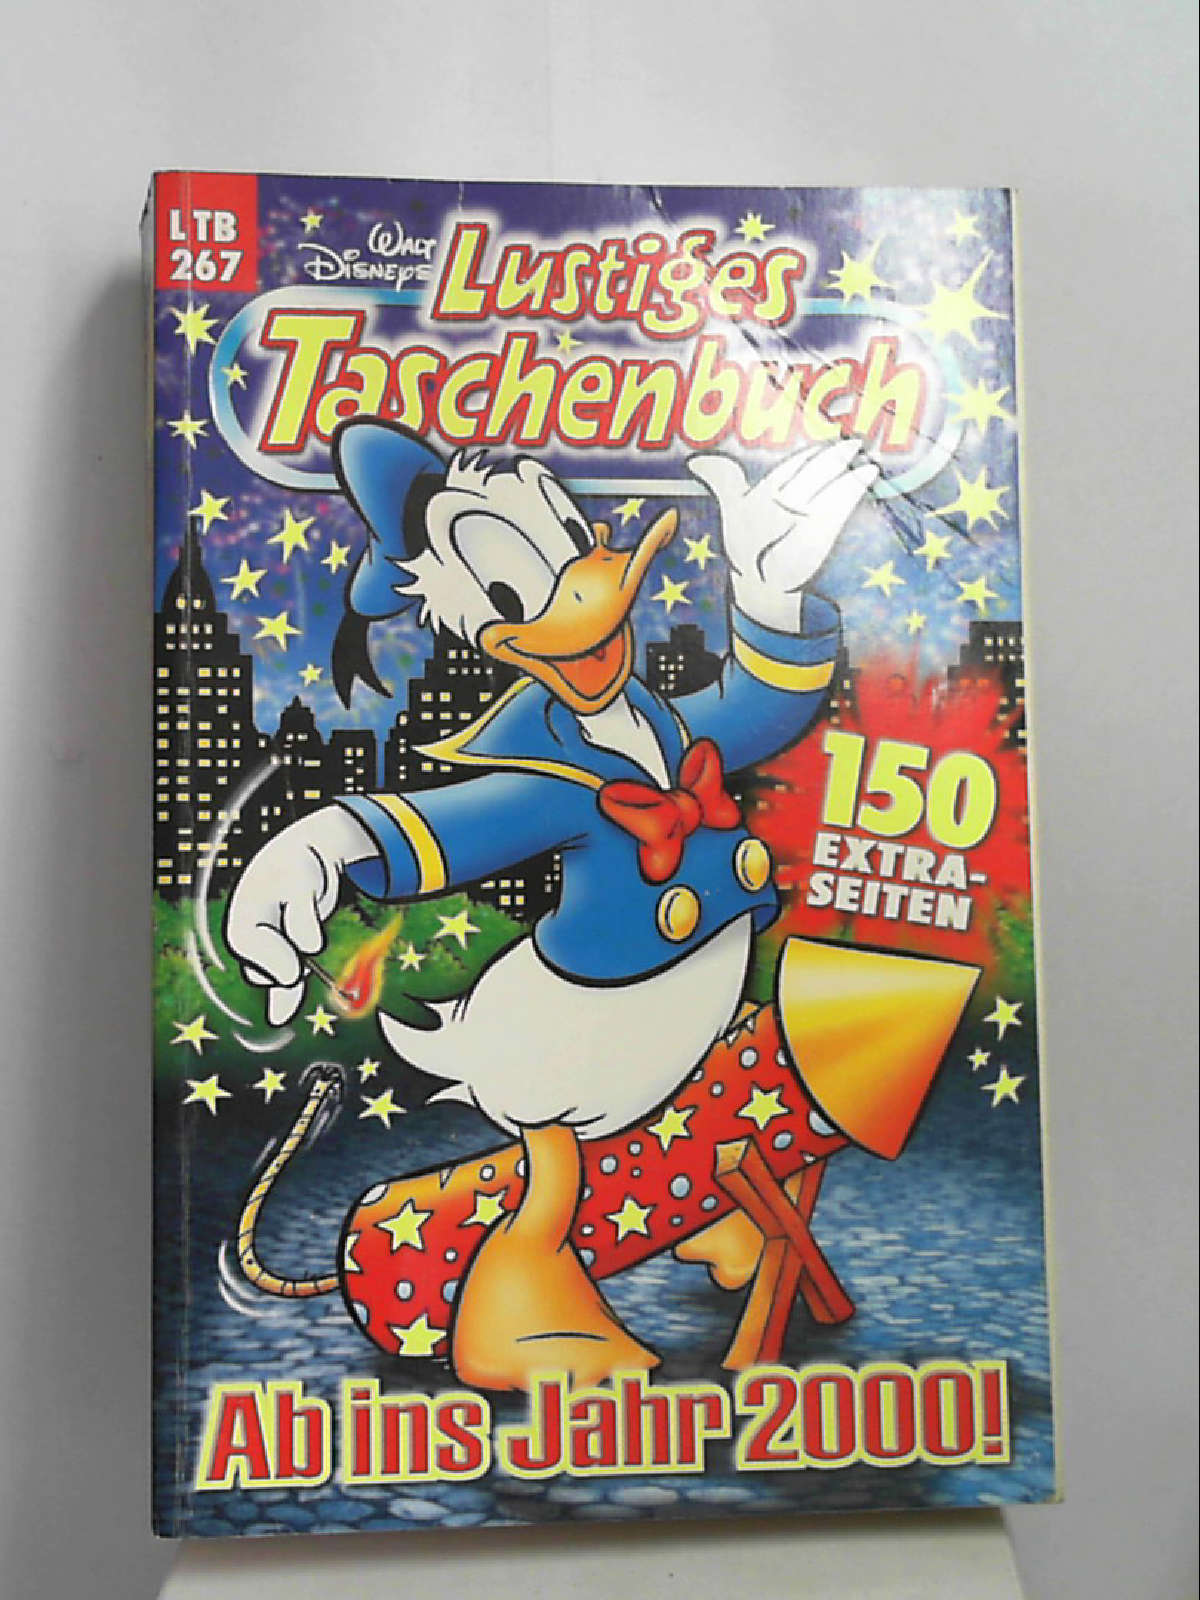 LTB
267
WALT
DISNEYS
Lustiges
Taschenbuch
150
EXTRA-
SEITEN
Ab ins Jahr 2000!